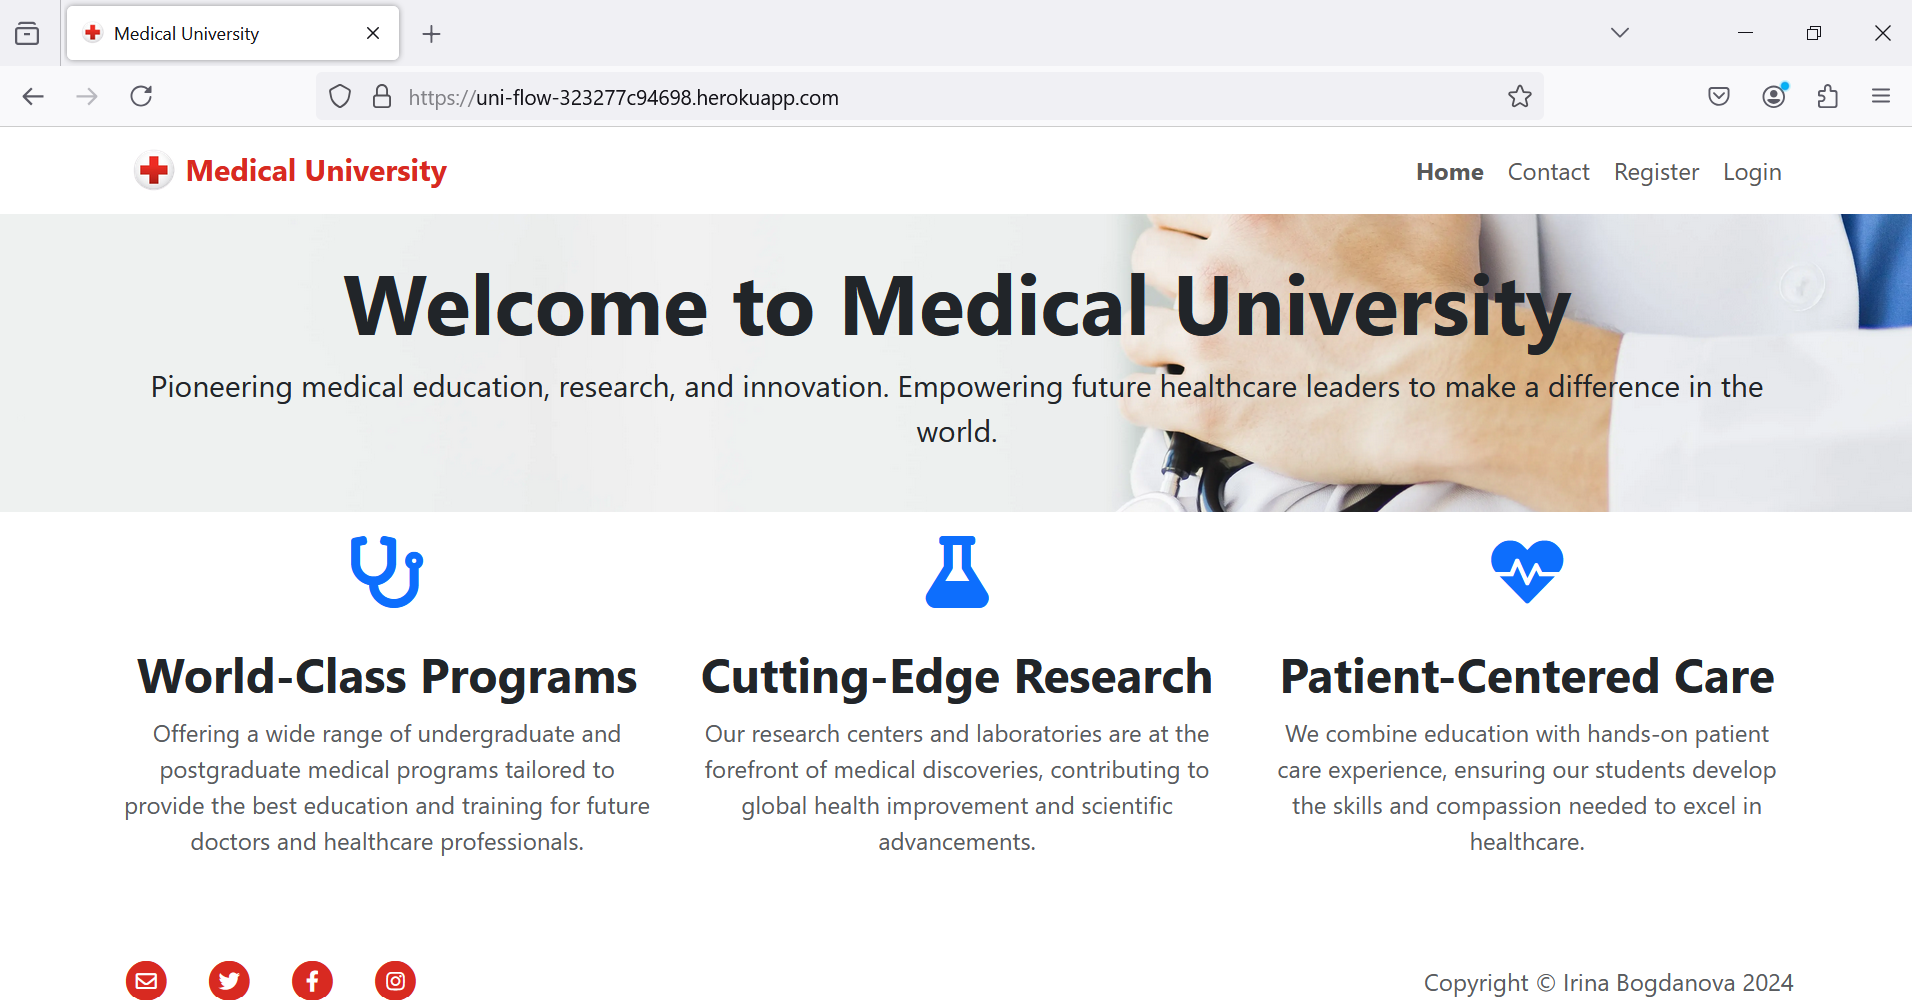 Medical University
https://uni-flow-323277c94698.herokuapp.com
Medical University
Home Contact Register Login
Welcome to Medical University
Pioneering medical education, research, and innovation. Empowering future healthcare leaders to make a difference in the
world.
World-Class Programs
Offering a wide range of undergraduate and
postgraduate medical programs tailored to
provide the best education and training for future
doctors and healthcare professionals.
Cutting-Edge Research
Our research centers and laboratories are at the
forefront of medical discoveries, contributing to
global health improvement and scientific
advancements.
Patient-Centered Care
We combine education with hands-on patient
care experience, ensuring our students develop
the skills and compassion needed to excel in
healthcare.
Copyright © Irina Bogdanova 2024